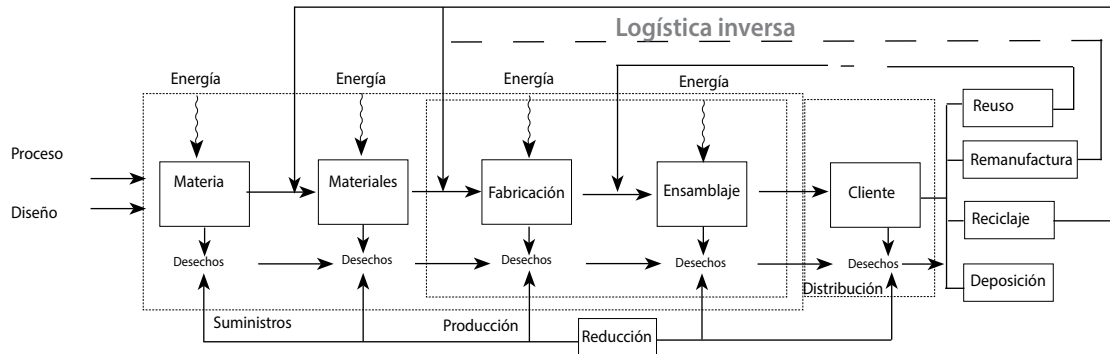 Logística inversa
Energía
Energía
Energía
Energía
Reuso
Proceso
Materia
Materiales
Fabricación
Ensamblaje
Cliente
Remanufactura
Diseño
Reciclaje
Desechos
Desechos
Desechos
Desechos
Desechos
Deposición
Distribución
Suministros
Producción
Reducción